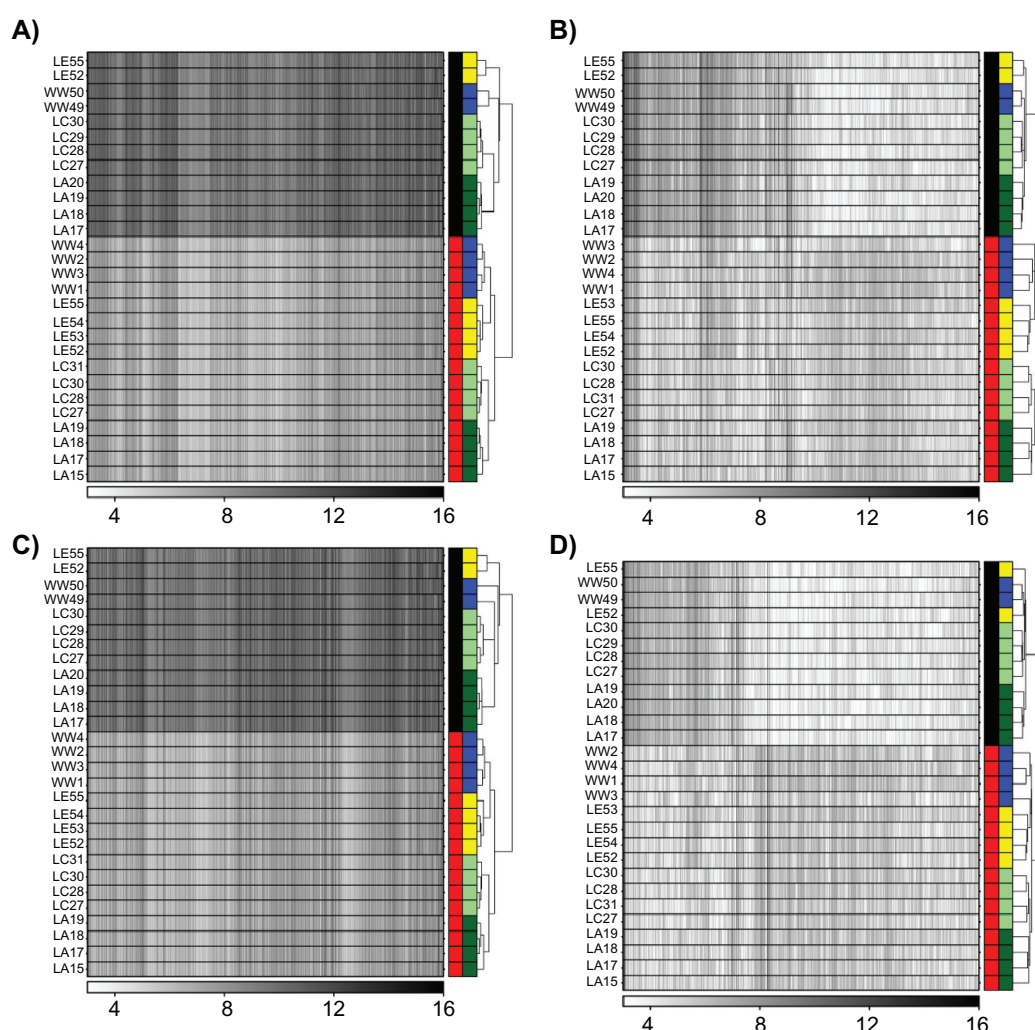 A)
LE55
LE52
WW50
WW49
LC30
LC29
LC28
LC27
LA20
LA19
LA18
LA17
WW4
WW2
WW3
WW1
LE55
LE54
LE53
LE52
LC31
LC30
LC28
LC27
LA19
LA18
LA17
LA15
4 8 12 16
B)
LE55
LE52
WW50
WW49
LC30
LC29
LC28
LC27
LA19
LA20
LA18
LA17
WW3
WW2
WW4
WW1
LE53
LE55
LE54
LE52
LC30
LC28
LC31
LC27
LA19
LA18
LA17
LA15
4 8 12 16
C)
LE55
LE52
WW50
WW49
LC30
LC29
LC28
LC27
LA20
LA19
LA18
LA17
WW4
WW2
WW3
WW1
LE55
LE54
LE53
LE52
LC31
LC30
LC28
LC27
LA19
LA18
LA17
LA15
4 8 12 16
D)
LE55
WW50
WW49
LE52
LC30
LC29
LC28
LC27
LA19
LA20
LA18
LA17
WW2
WW4
WW1
WW3
LE53
LE55
LE54
LE52
LC30
LC28
LC31
LC27
LA19
LA18
LA17
LA15
4 8 12 16